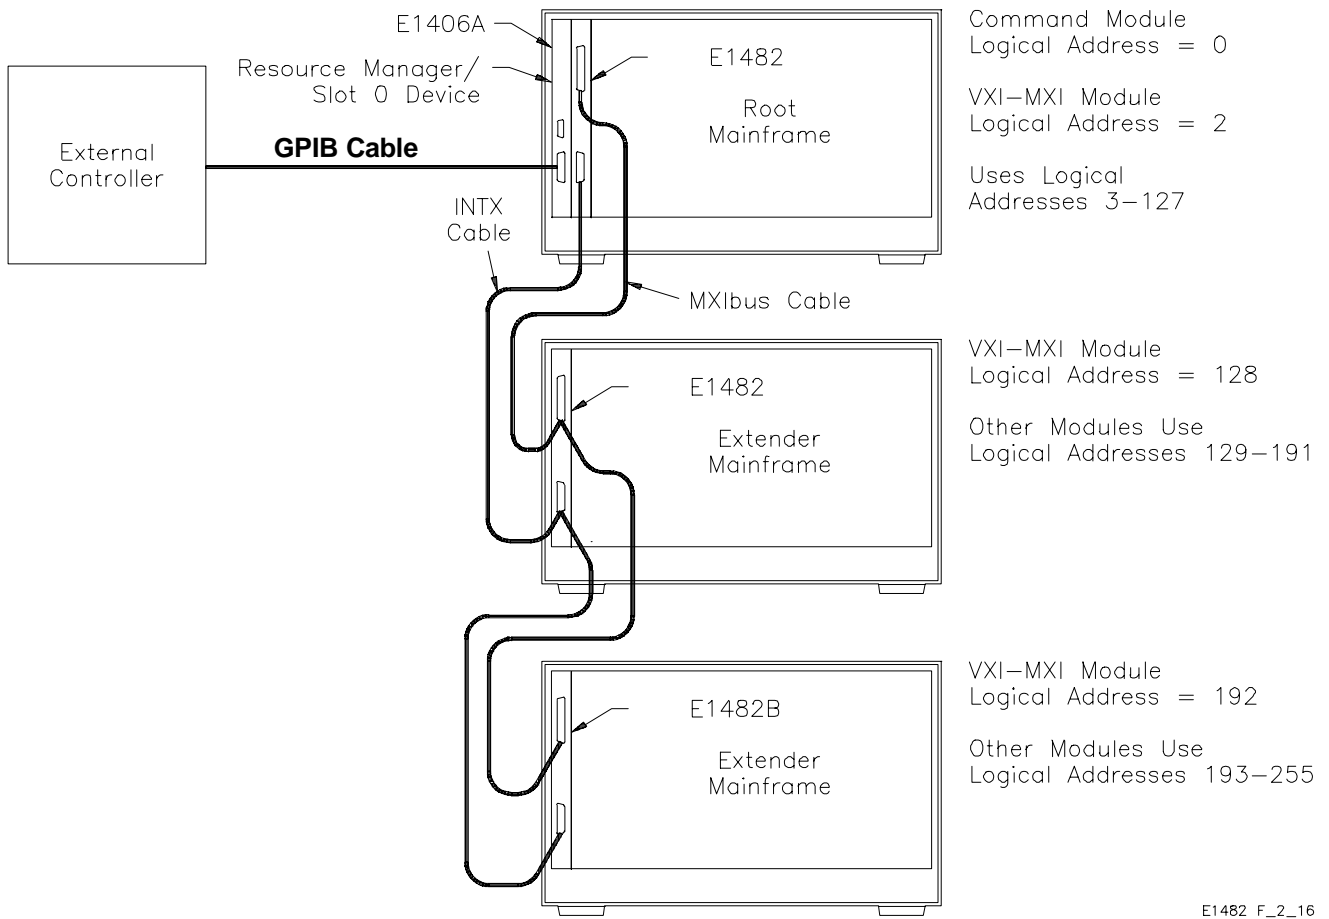 E1406A
Resource Manager/
Slot 0 Device
External
Controller
GPIB Cable
INTX
Cable
MXIbus Cable
E1482
Root
Mainframe
Command Module
Logical Address = 0
VXI-MXI Module
Logical Address = 2
Uses Logical
Addresses 3-127
E1482
Extender
Mainframe
VXI-MXI Module
Logical Address = 128
Other Modules Use
Logical Addresses 129-191
E1482B
Extender
Mainframe
VXI-MXI Module
Logical Address = 192
Other Modules Use
Logical Addresses 193-255
E1482 F_2_16